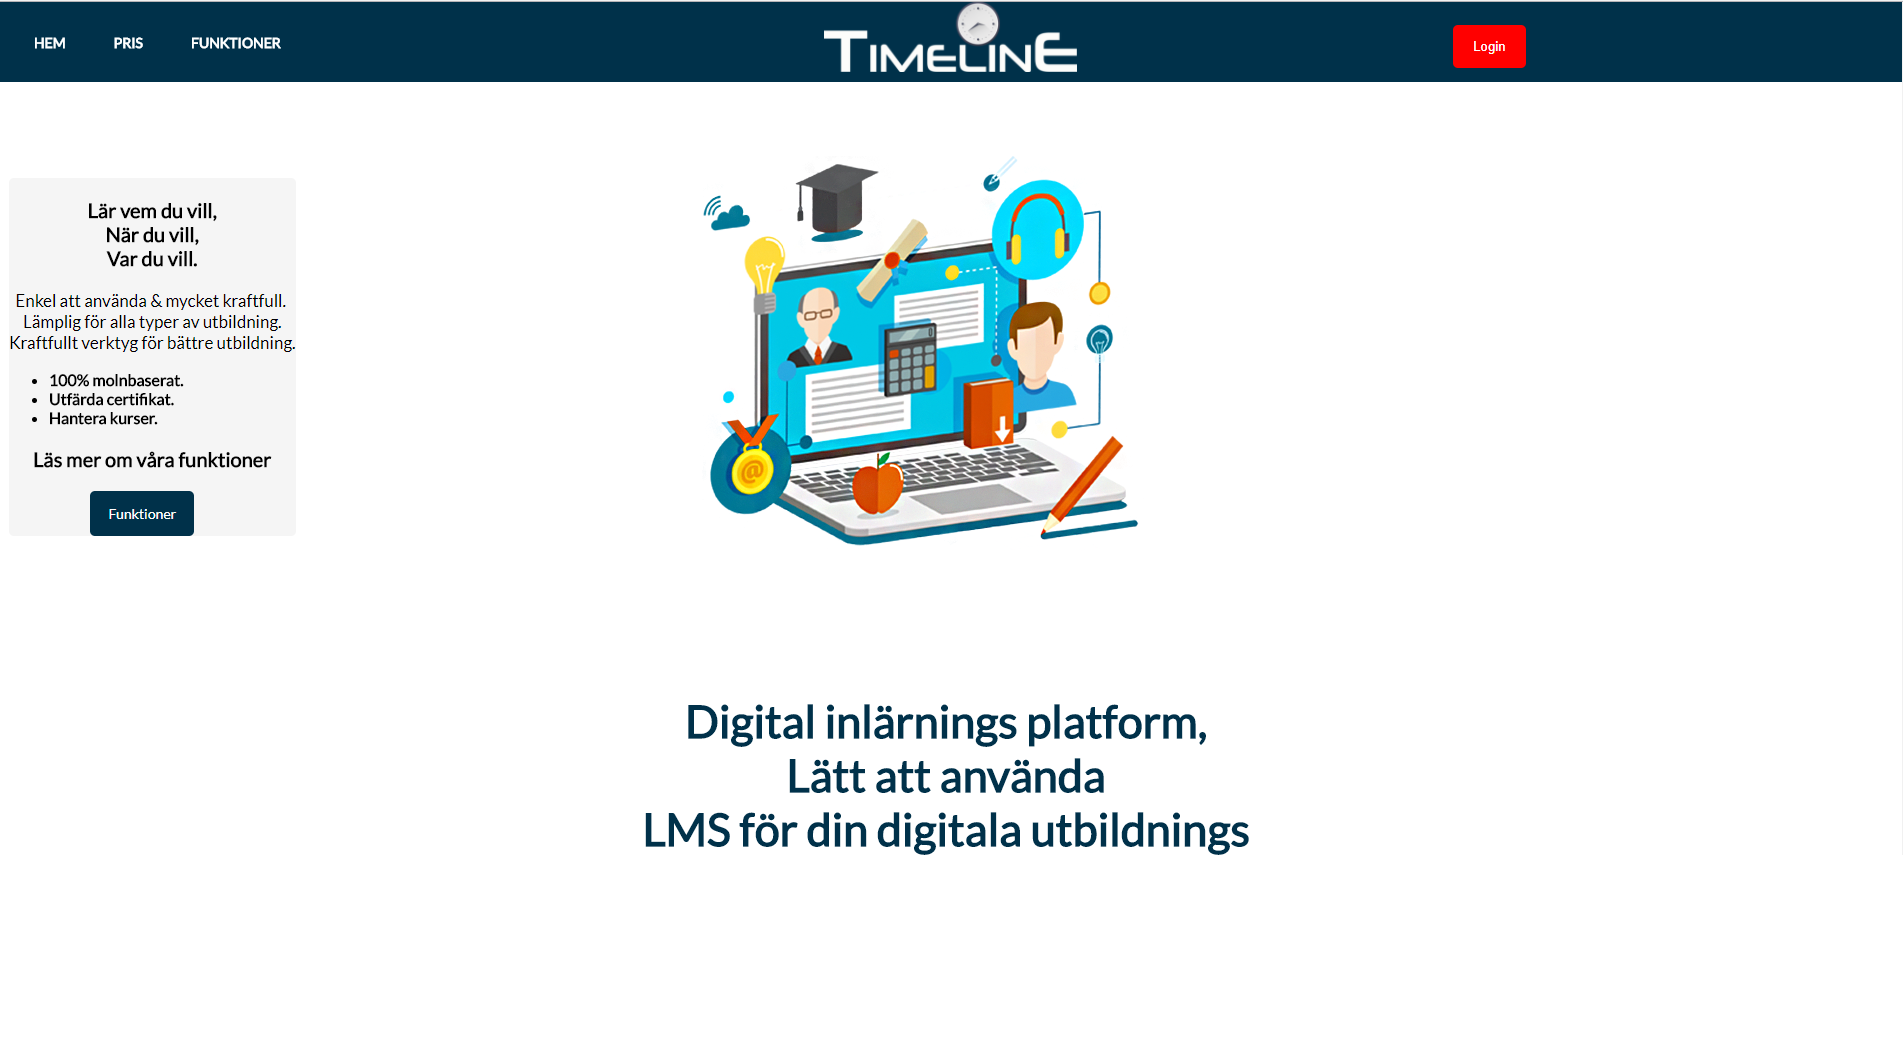 HEM
PRIS
FUNKTIONER
TIMELINE
Login
Lär vem du vill,
När du vill,
Var du vill.
Enkel att använda & mycket kraftfull.
Lämplig för alla typer av utbildning.
Kraftfullt verktyg för bättre utbildning.
100% molnbaserat.
Utfärda certifikat.
Hantera kurser.
Läs mer om våra funktioner
Funktioner
@
Digital inlärnings platform,
Lätt att använda
LMS för din digitala utbildnings